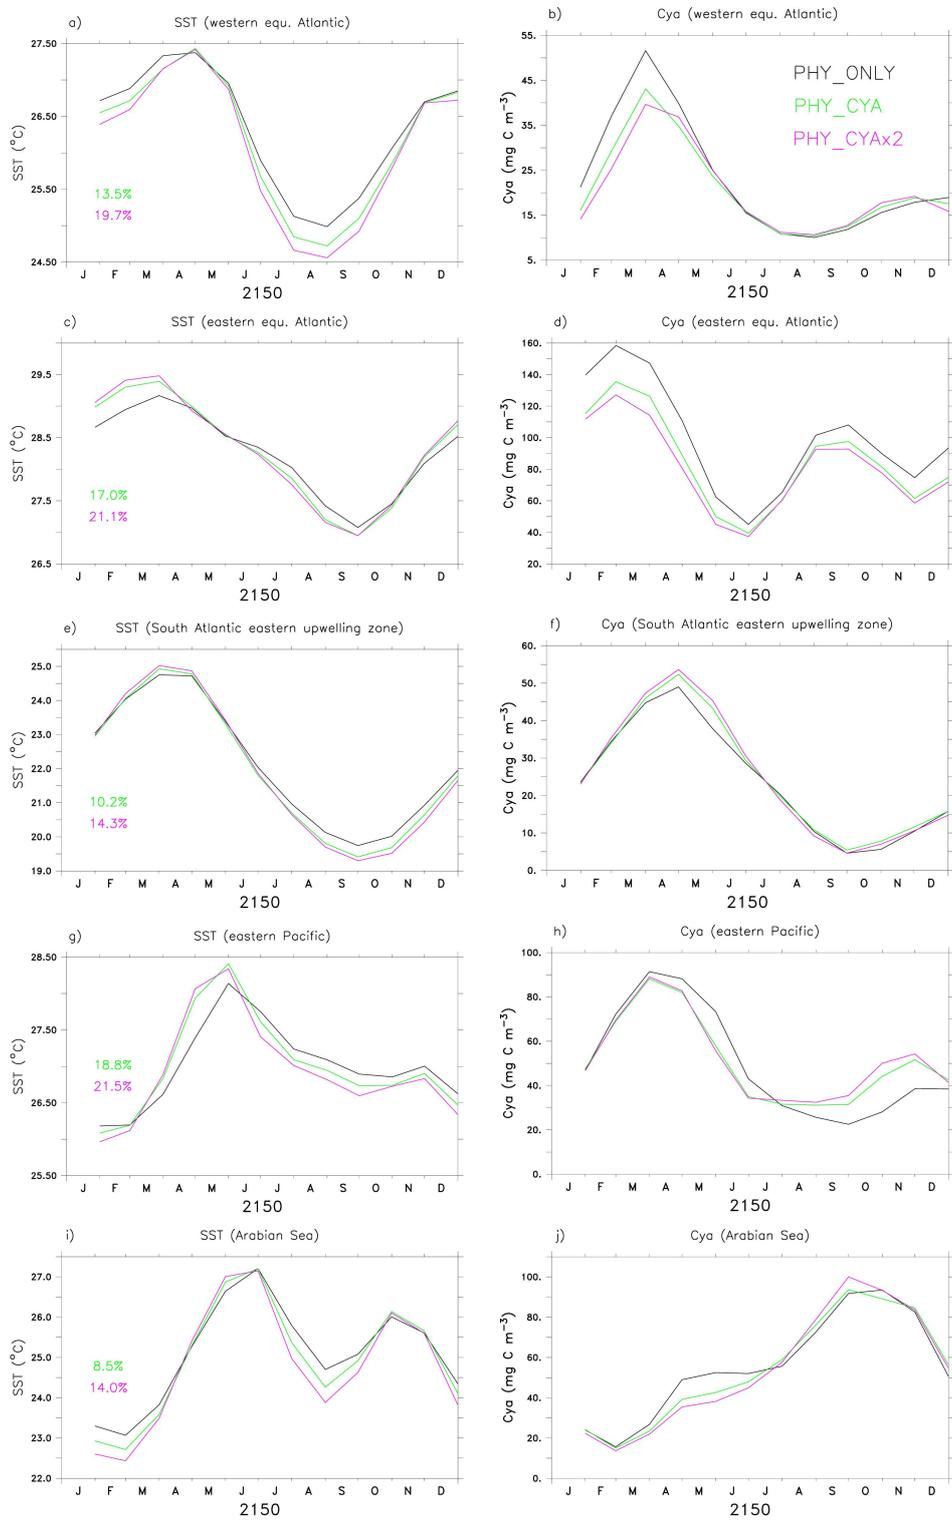 a) SST (western equ. Atlantic)
27.50
26.50
25.50
24.50
SST (°C)
13.5%
19.7%
J F M A M J J A S O N D
2150
b) Cya (western equ. Atlantic)
55.
45.
35.
25.
15.
5.
Cya (mg C m⁻³)
PHY_ONLY
PHY_CYA
PHY_CYAx2
J F M A M J J A S O N D
2150
c) SST (eastern equ. Atlantic)
29.5
28.5
27.5
26.5
SST (°C)
17.0%
21.1%
J F M A M J J A S O N D
2150
d) Cya (eastern equ. Atlantic)
160.
140.
120.
100.
80.
60.
40.
20.
Cya (mg C m⁻³)
J F M A M J J A S O N D
2150
e) SST (South Atlantic eastern upwelling zone)
25.0
24.0
23.0
22.0
21.0
20.0
19.0
SST (°C)
10.2%
14.3%
J F M A M J J A S O N D
2150
f) Cya (South Atlantic eastern upwelling zone)
60.
50.
40.
30.
20.
10.
0.
Cya (mg C m⁻³)
J F M A M J J A S O N D
2150
g) SST (eastern Pacific)
28.50
27.50
26.50
25.50
SST (°C)
18.8%
21.5%
J F M A M J J A S O N D
2150
h) Cya (eastern Pacific)
100.
80.
60.
40.
20.
0.
Cya (mg C m⁻³)
J F M A M J J A S O N D
2150
i) SST (Arabian Sea)
27.0
26.0
25.0
24.0
23.0
22.0
SST (°C)
8.5%
14.0%
J F M A M J J A S O N D
2150
j) Cya (Arabian Sea)
100.
80.
60.
40.
20.
0.
Cya (mg C m⁻³)
J F M A M J J A S O N D
2150